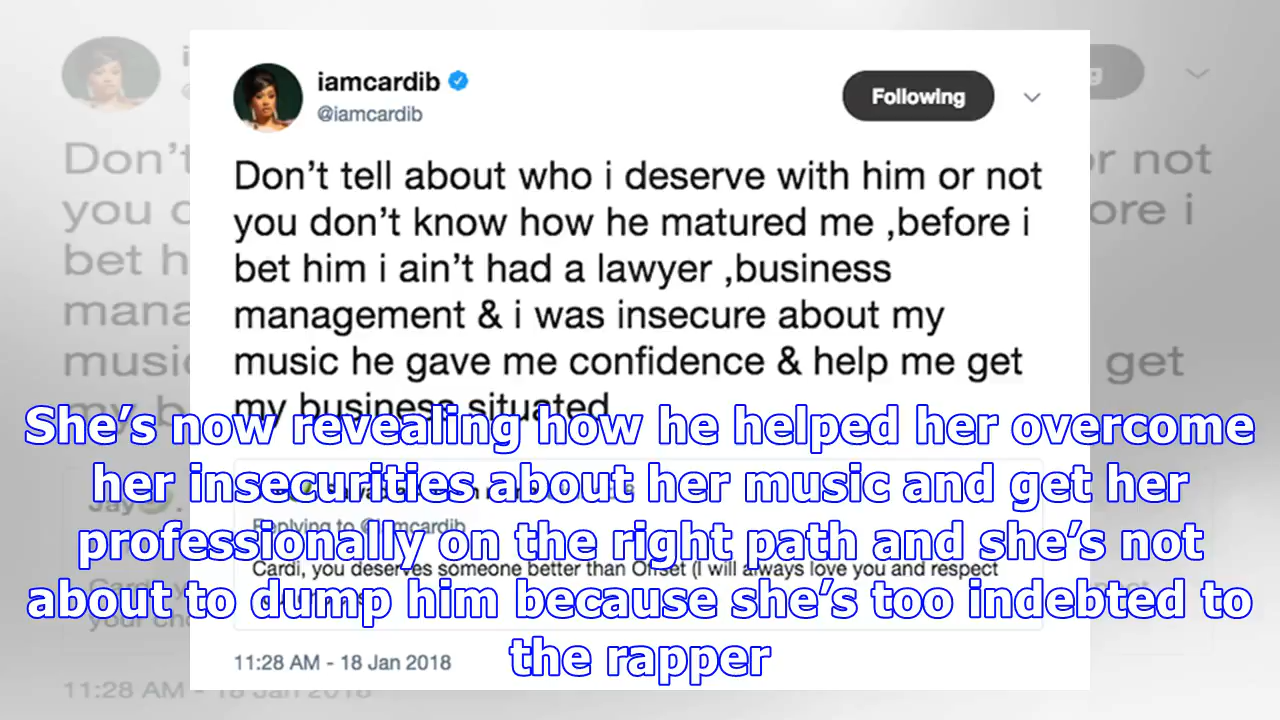 iamcardib
@iamcardib
Following
Don’t tell about who i deserve with him or not
you don’t know how he matured me ,before i
bet him i ain’t had a lawyer ,business
management & i was insecure about my
music he gave me confidence & help me get
my business situated
She’s now revealing how he helped her overcome
her insecurities about her music and get her
Replying to @iamcardib
professionally on the right path and she’s not
Cardi, you deserves someone better than Offset (I will always love you and respect
about to dump him because she’s too indebted to
the rapper
11:28 AM - 18 Jan 2018